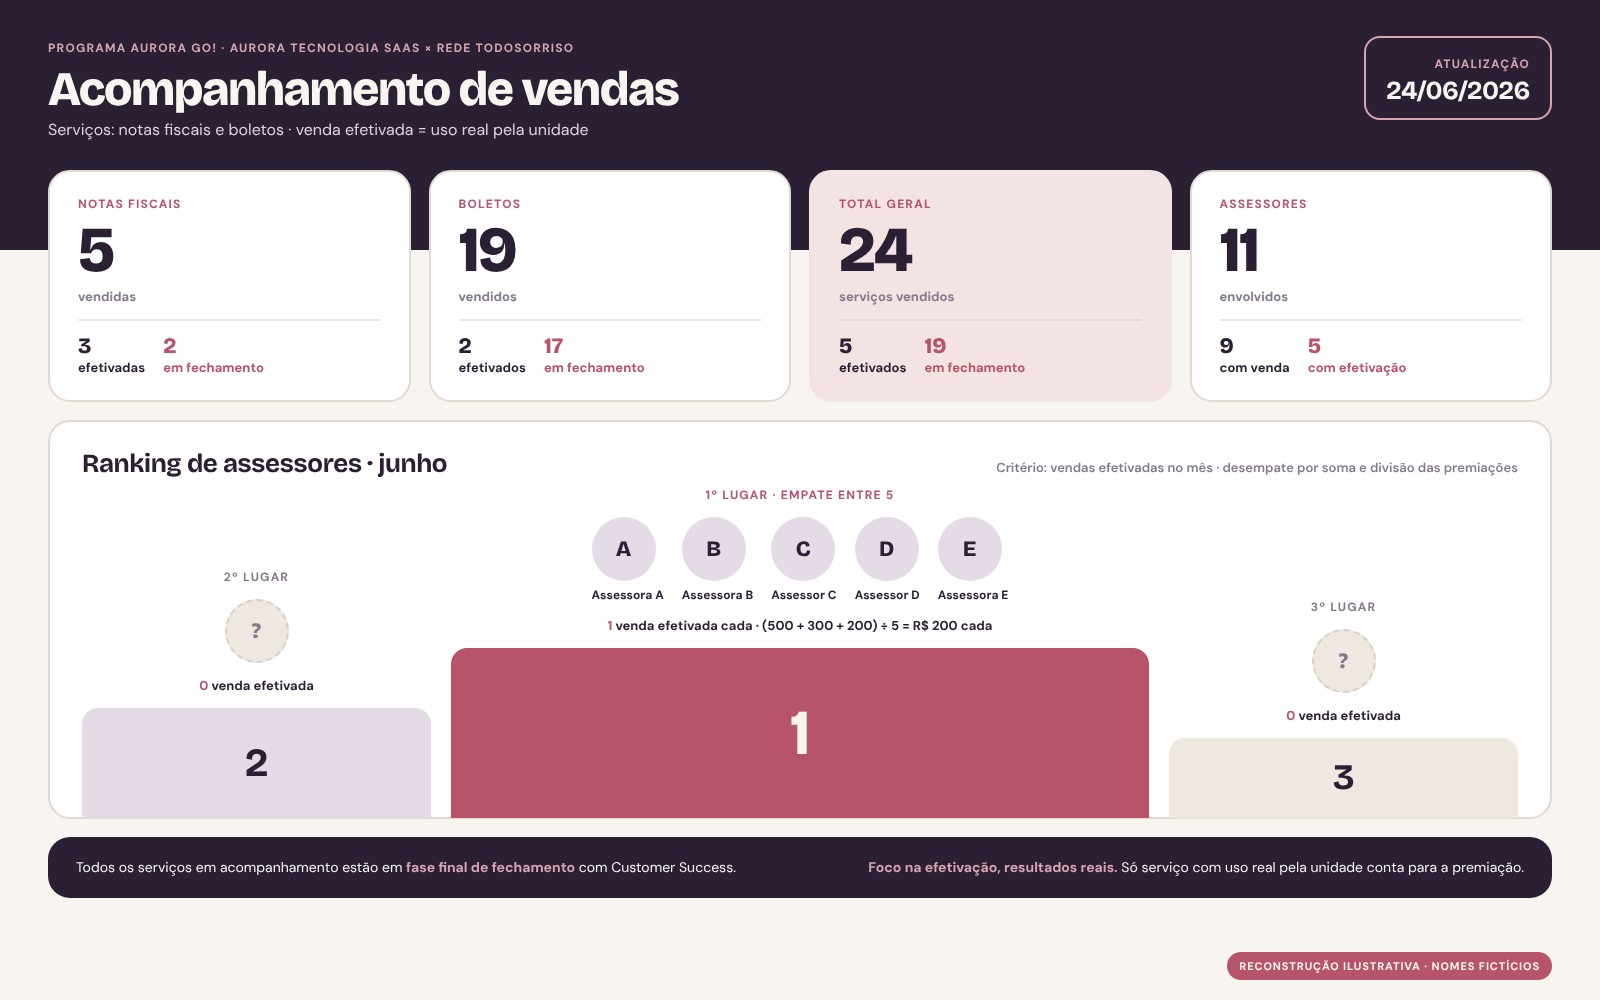 PROGRAMA AURORA GO! · AURORA TECNOLOGIA SAAS × REDE TODOSORRISO
Acompanhamento de vendas
Serviços: notas fiscais e boletos · venda efetivada = uso real pela unidade
ATUALIZAÇÃO
24/06/2026
NOTAS FISCAIS
5
vendidas
3 efetivadas
2 em fechamento
BOLETOS
19
vendidos
2 efetivados
17 em fechamento
TOTAL GERAL
24
serviços vendidos
5 efetivados
19 em fechamento
ASSESSORES
11
envolvidos
9 com venda
5 com efetivação
Ranking de assessores · junho
Critério: vendas efetivadas no mês · desempate por soma e divisão das premiações
1º LUGAR · EMPATE ENTRE 5
A B C D E
Assessora A Assessora B Assessor C Assessor D Assessora E
1 venda efetivada cada · (500 + 300 + 200) ÷ 5 = R$ 200 cada
1
2º LUGAR
?
0 venda efetivada
2
3º LUGAR
?
0 venda efetivada
3
Todos os serviços em acompanhamento estão em fase final de fechamento com Customer Success.
Foco na efetivação, resultados reais. Só serviço com uso real pela unidade conta para a premiação.
RECONSTRUÇÃO ILUSTRATIVA · NOMES FICTÍCIOS